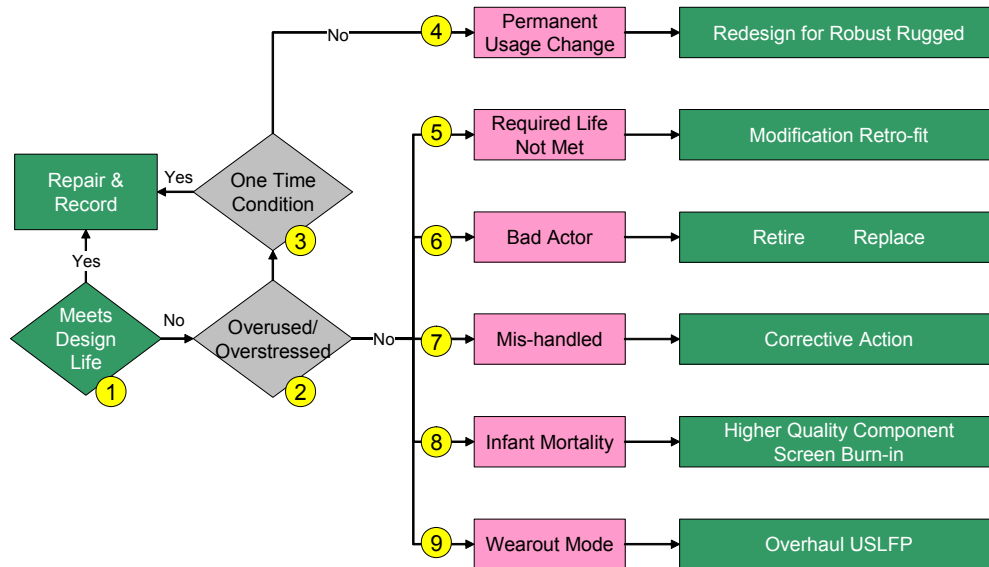 No
4
Permanent
Usage Change
Redesign for Robust Rugged
5
Required Life
Not Met
Modification Retro-fit
Repair &
Record
Yes
One Time
Condition
3
6
Bad Actor
Retire Replace
Yes
Meets
Design
Life
1
No
Overused/
Overstressed
2
No
7
Mis-handled
Corrective Action
8
Infant Mortality
Higher Quality Component
Screen Burn-in
9
Wearout Mode
Overhaul USLFP